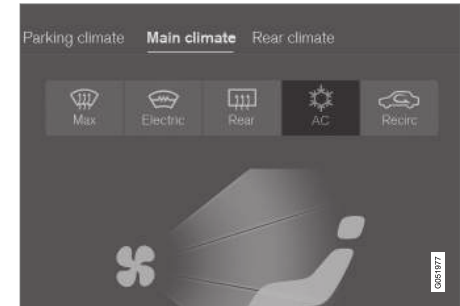 Parking climate Main climate Rear climate
Max Electric Rear AC Recirc
G051977